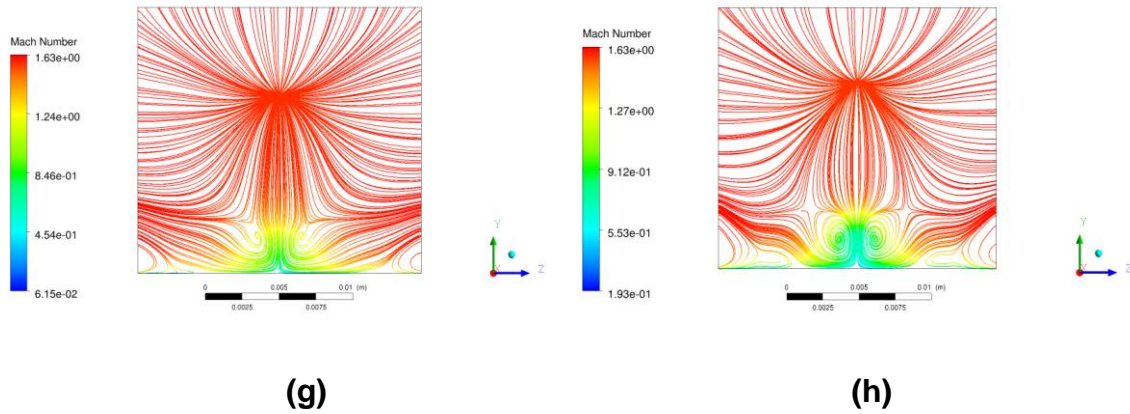 Mach Number
1.63e+00
1.24e+00
8.46e-01
4.54e-01
6.15e-02
0
0.005
0.01 (m)
0.0025
0.0075
Y
X
Z
(g)
Mach Number
1.63e+00
1.27e+00
9.12e-01
5.53e-01
1.93e-01
0
0.005
0.01 (m)
0.0025
0.0075
Y
X
Z
(h)